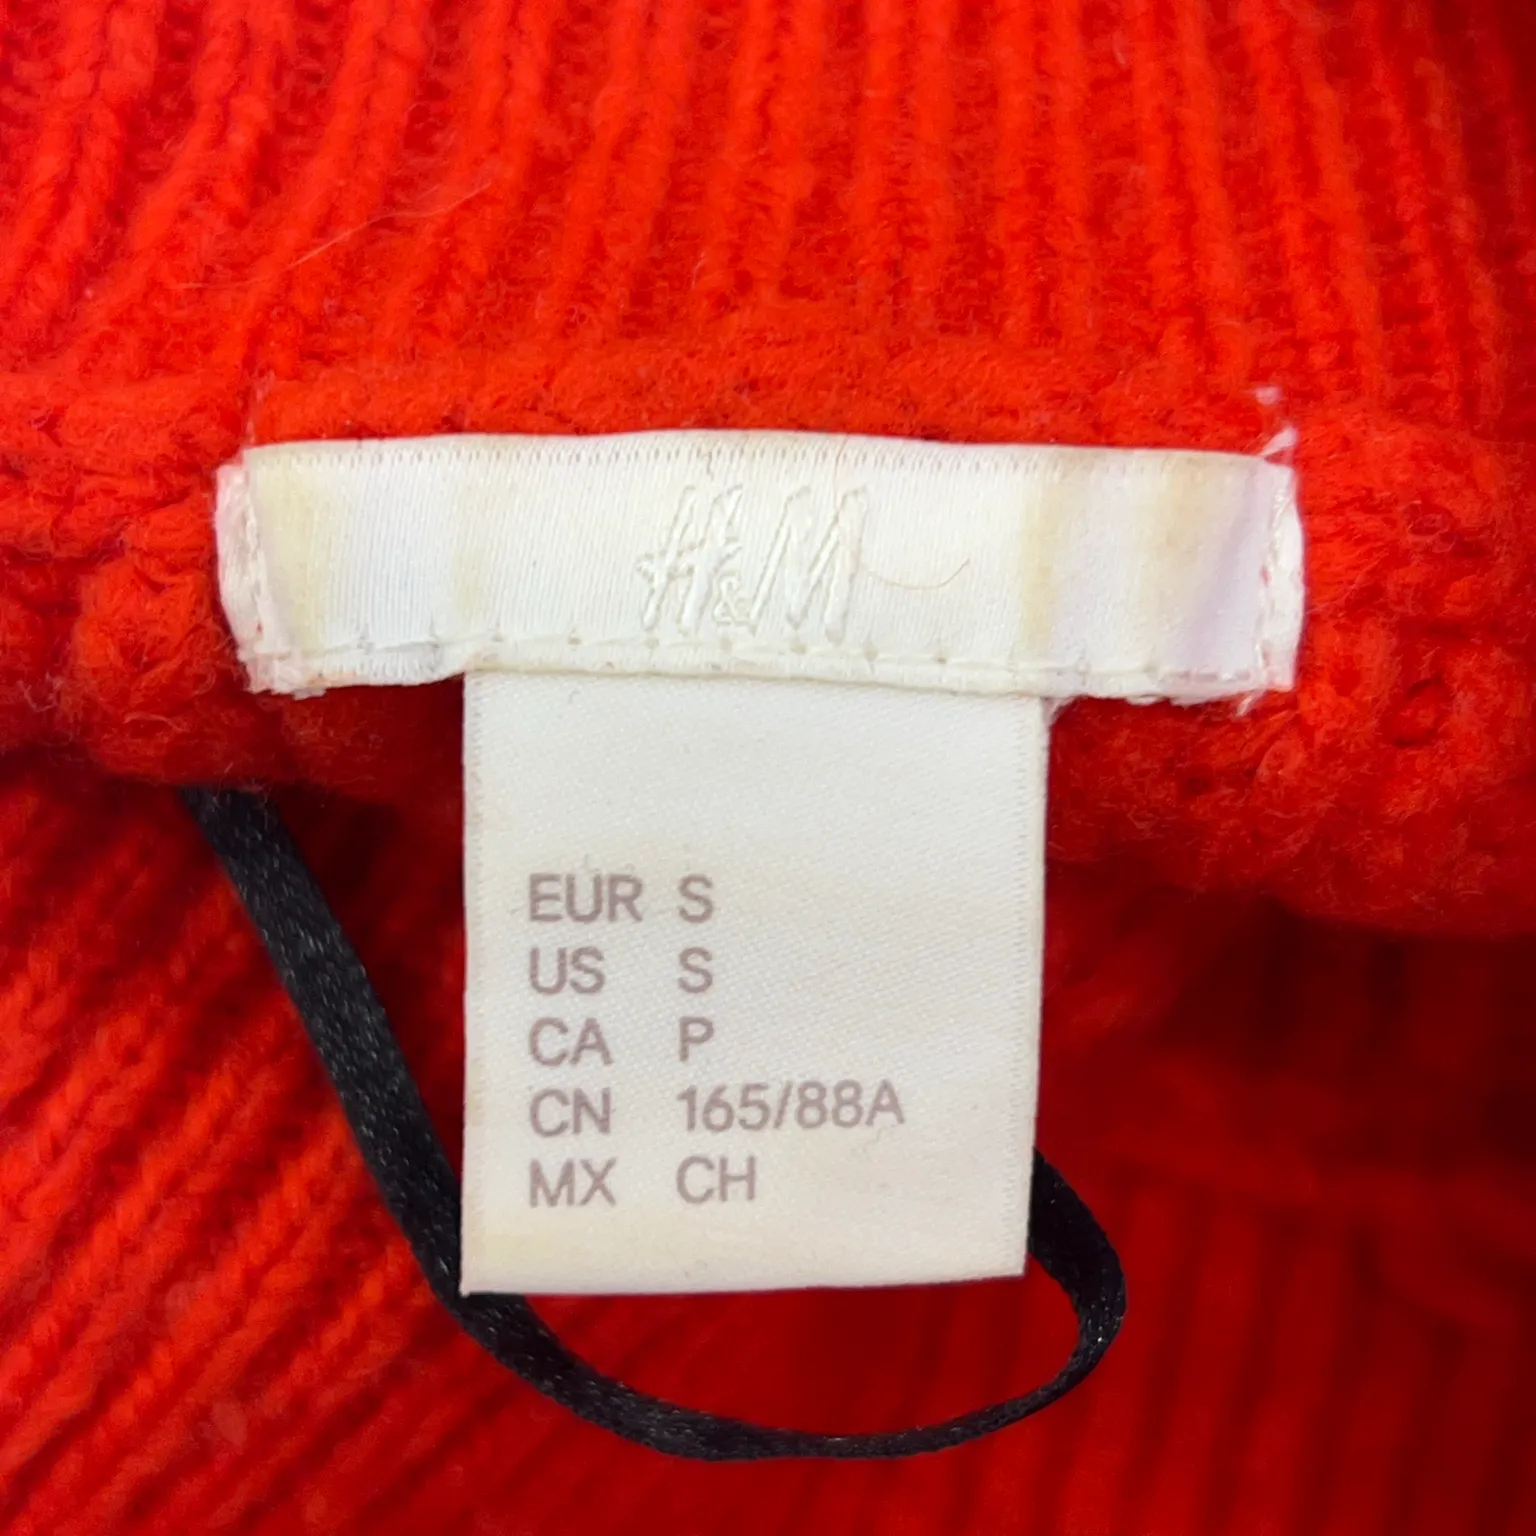 H&M
EUR S
US S
CA P
CN 165/88A
MX CH